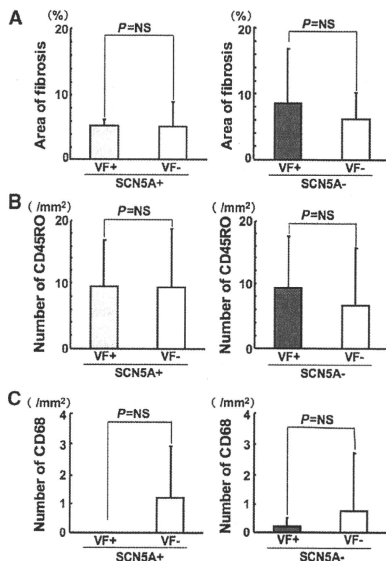 A (%) P=NS (%) P=NS
20 20
Area of fibrosis Area of fibrosis
10 10
0 0
VF+ VF- VF+ VF-
SCN5A+ SCN5A-
B ( /mm²) P=NS ( /mm²) P=NS
20 20
Number of CD45RO Number of CD45RO
10 10
0 0
VF+ VF- VF+ VF-
SCN5A+ SCN5A-
C ( /mm²) P=NS ( /mm²) P=NS
4 4
3 3
Number of CD68 Number of CD68
2 2
1 1
0 0
VF+ VF- VF+ VF-
SCN5A+ SCN5A-